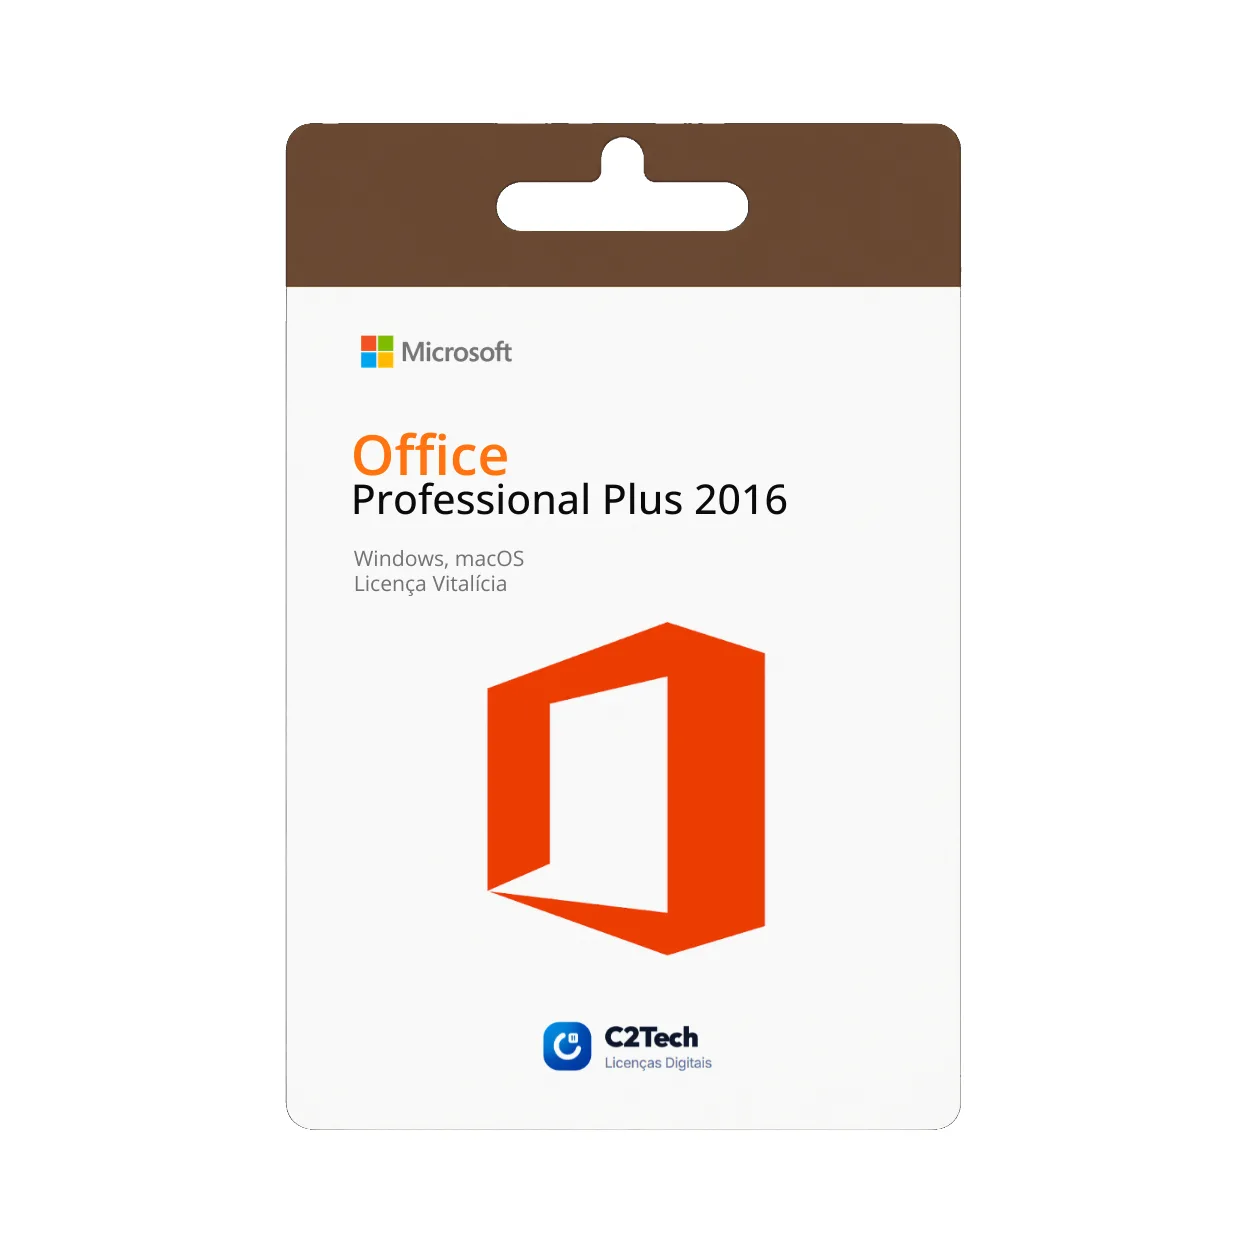 Microsoft
Office
Professional Plus 2016
Windows, macOS
Licença Vitalícia
C2Tech
Licenças Digitais